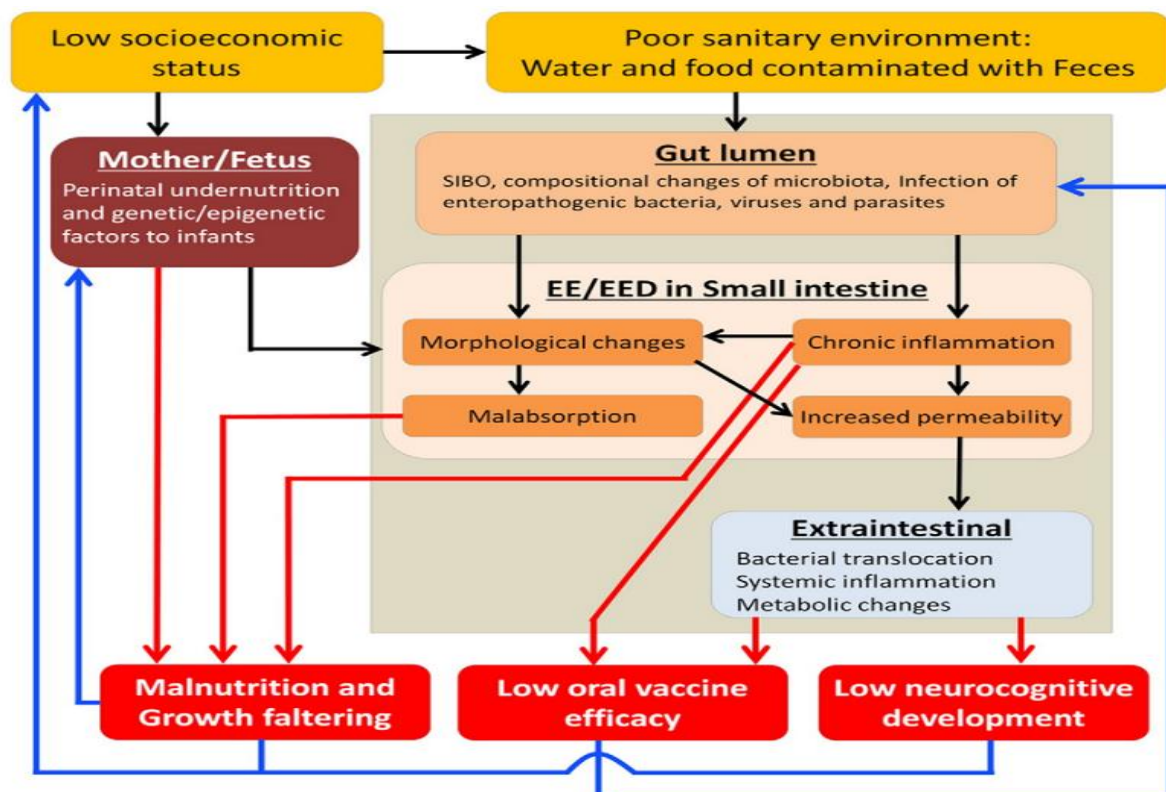 Low socioeconomic
status
Poor sanitary environment:
Water and food contaminated with Feces
Mother/Fetus
Perinatal undernutrition
and genetic/epigenetic
factors to infants
Gut lumen
SIBO, compositional changes of microbiota, Infection of
enteropathogenic bacteria, viruses and parasites
EE/EED in Small intestine
Morphological changes
Chronic inflammation
Malabsorption
Increased permeability
Extraintestinal
Bacterial translocation
Systemic inflammation
Metabolic changes
Malnutrition and
Growth faltering
Low oral vaccine
efficacy
Low neurocognitive
development